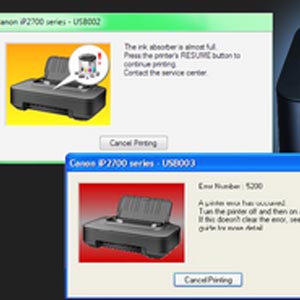 Canon iP2700 series - USB002
The ink absorber is almost full.
Press the printer's RESUME button to
continue printing.
Contact the service center.
Cancel Printing
Canon iP2700 series - USB003
Error Number : 5200
A printer error has occurred.
Turn the printer off and then on
If this doesn't clear the error, see
guide for more detail
Cancel Printing